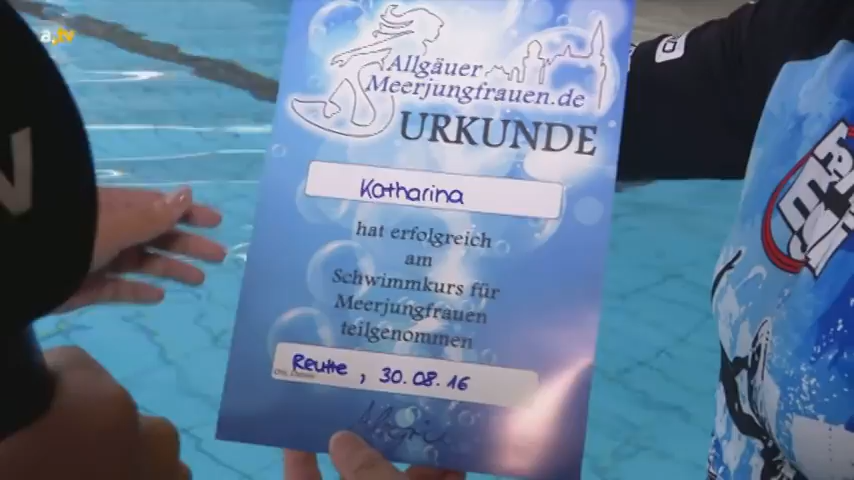 a.tv
Allgäuer
Meerjungfrauen.de
URKUNDE
Katharina
hat erfolgreich
am
Schwimmkurs für
Meerjungfrauen
teilgenommen
Reutte, 30.08.16